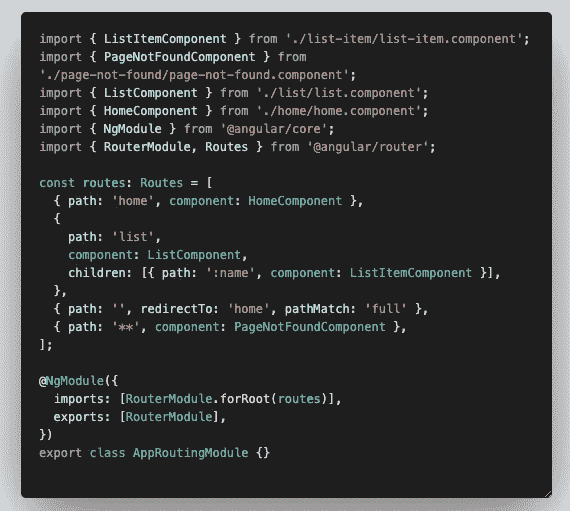 import { ListItemComponent } from './list-item/list-item.component';
import { PageNotFoundComponent } from
'./page-not-found/page-not-found.component';
import { ListComponent } from './list/list.component';
import { HomeComponent } from './home/home.component';
import { NgModule } from '@angular/core';
import { RouterModule, Routes } from '@angular/router';

const routes: Routes = [
  { path: 'home', component: HomeComponent },
  {
    path: 'list',
    component: ListComponent,
    children: [{ path: ':name', component: ListItemComponent }],
  },
  { path: '', redirectTo: 'home', pathMatch: 'full' },
  { path: '**', component: PageNotFoundComponent },
];

@NgModule({
  imports: [RouterModule.forRoot(routes)],
  exports: [RouterModule],
})
export class AppRoutingModule {}